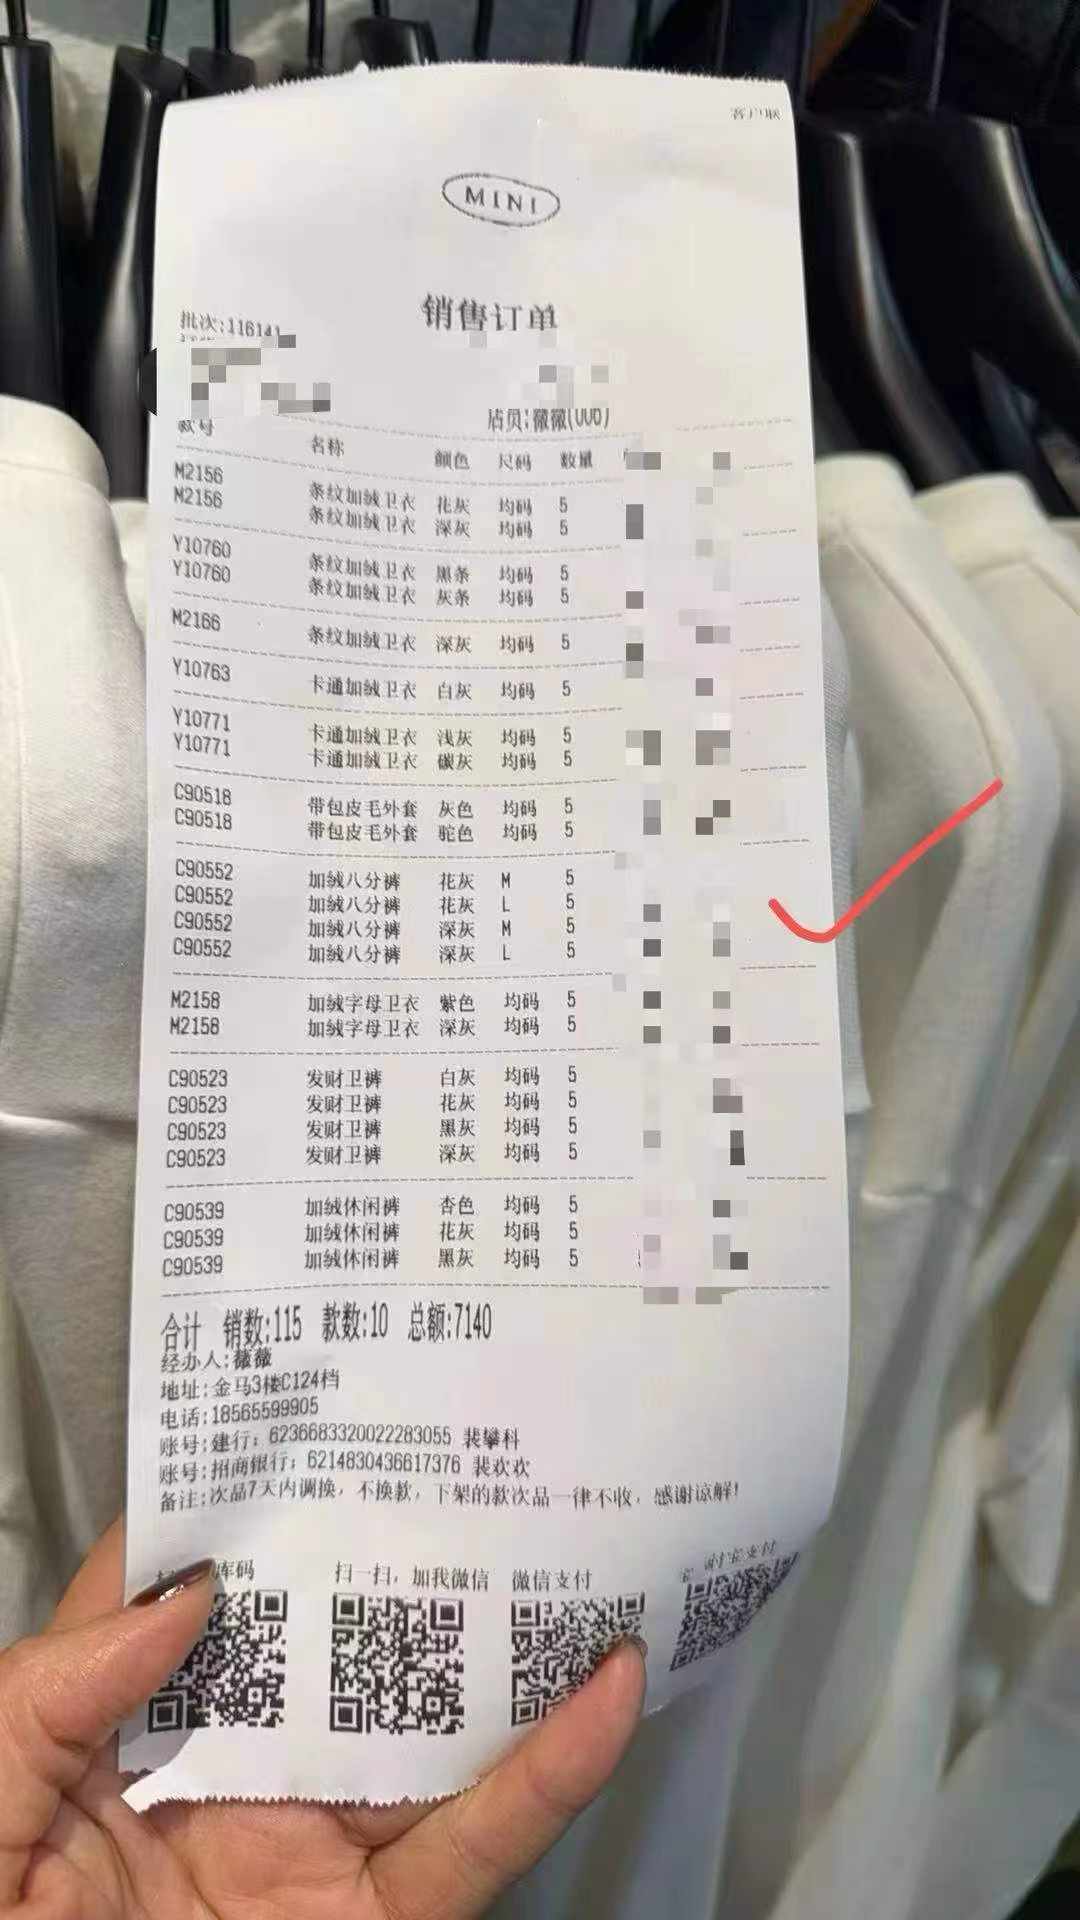 客户联
MINI
销售订单
批次:116141
店员:薇薇(006)
款号 名称 颜色 尺码 数量
M2156 条纹加绒卫衣 花灰 均码 5
M2156 条纹加绒卫衣 深灰 均码 5
Y10760 条纹加绒卫衣 黑条 均码 5
Y10760 条纹加绒卫衣 灰条 均码 5
M2166 条纹加绒卫衣 深灰 均码 5
Y10763 卡通加绒卫衣 白灰 均码 5
Y10771 卡通加绒卫衣 浅灰 均码 5
Y10771 卡通加绒卫衣 碳灰 均码 5
C90518 带包皮毛外套 灰色 均码 5
C90518 带包皮毛外套 驼色 均码 5
C90552 加绒八分裤 花灰 M 5
C90552 加绒八分裤 花灰 L 5
C90552 加绒八分裤 深灰 M 5
C90552 加绒八分裤 深灰 L 5
M2158 加绒字母卫衣 紫色 均码 5
M2158 加绒字母卫衣 深灰 均码 5
C90523 发财卫裤 白灰 均码 5
C90523 发财卫裤 花灰 均码 5
C90523 发财卫裤 黑灰 均码 5
C90523 发财卫裤 深灰 均码 5
C90539 加绒休闲裤 杏色 均码 5
C90539 加绒休闲裤 花灰 均码 5
C90539 加绒休闲裤 黑灰 均码 5
合计 销数:115 款数:10 总额:7140
经办人:薇薇
地址:金马3楼C124档
电话:18565599905
账号:建行: 6236683320022283055 裴攀科
账号:招商银行: 6214830436617376 裴欢欢
备注:次品7天内调换，不换款，下架的款次品一律不收，感谢谅解!
库码 扫一扫, 加我微信 微信支付 付宝支付